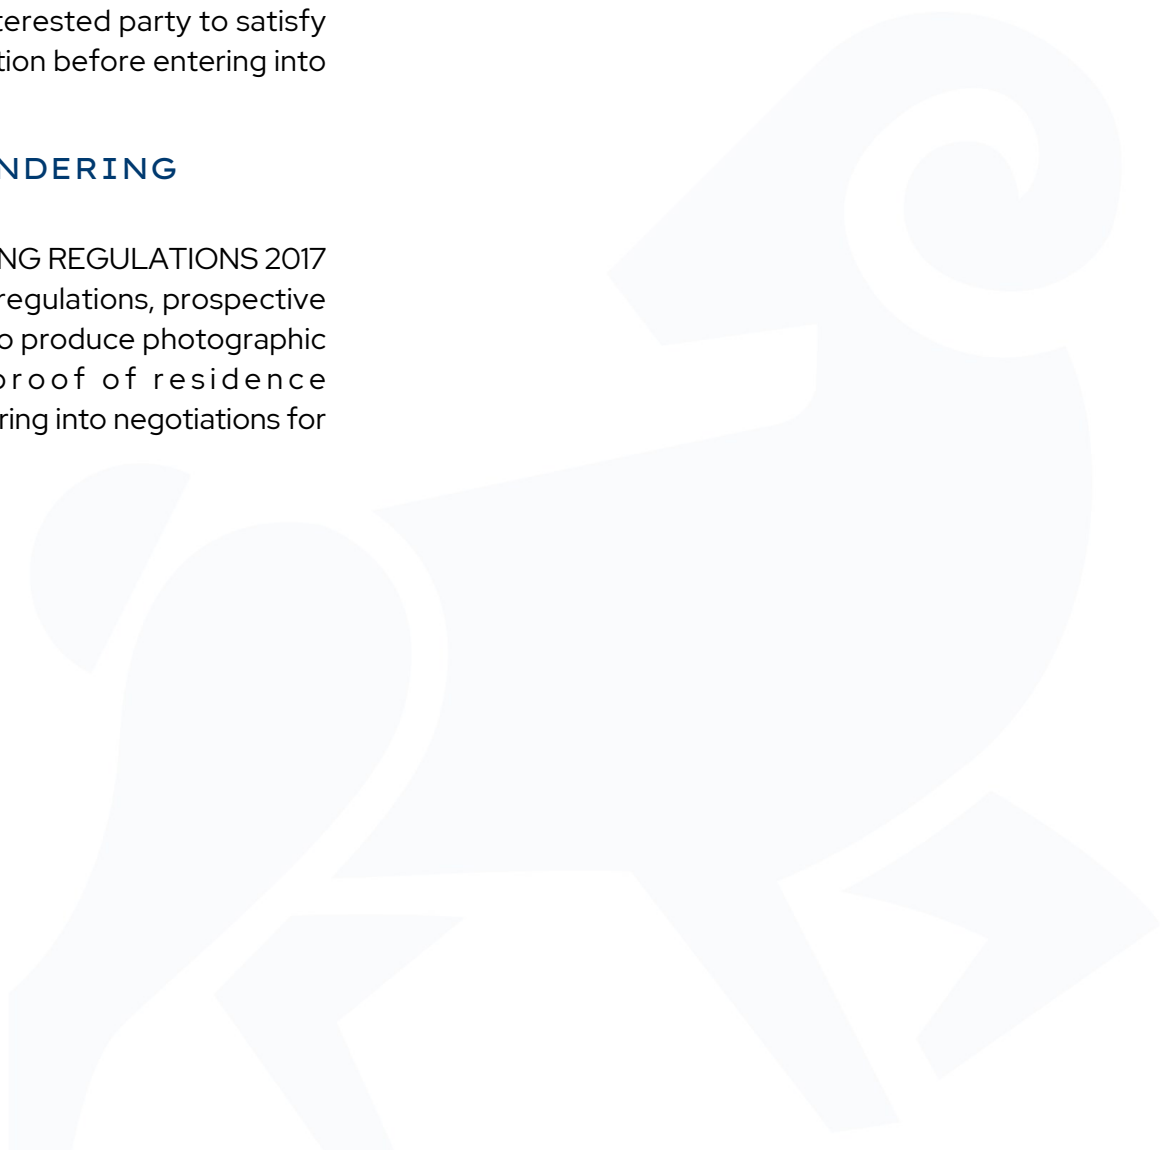 terested party to satisfy
tion before entering into
NDERING
NG REGULATIONS 2017
regulations, prospective
o produce photographic
proof of residence
ring into negotiations for